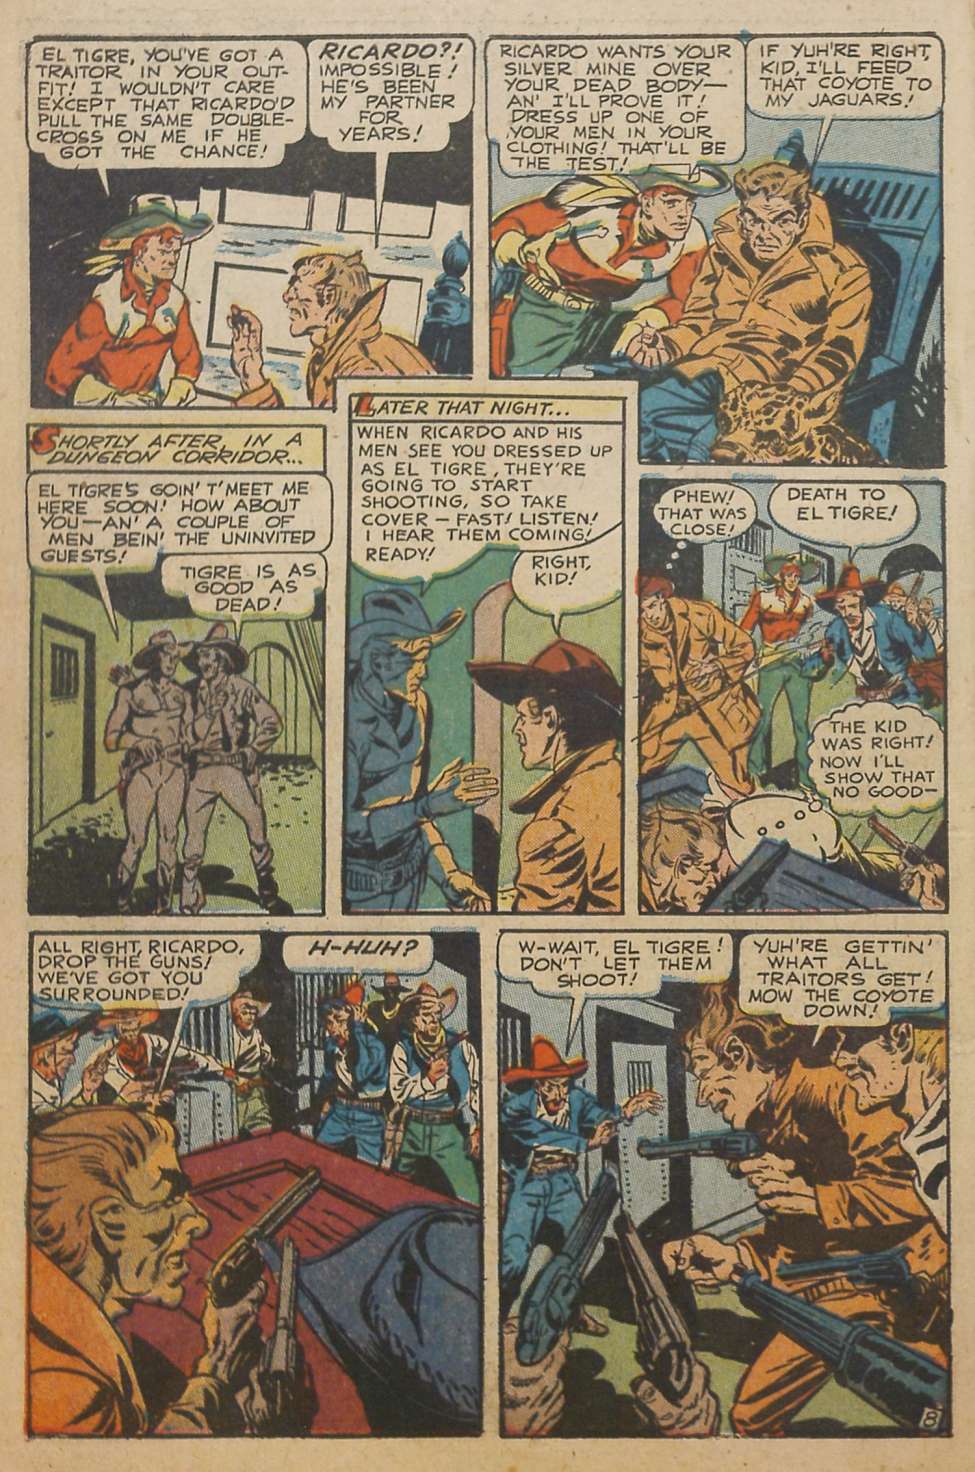 EL TIGRE, YOU'VE GOT A
TRAITOR IN YOUR OUT-
FIT! I WOULDN'T CARE
EXCEPT THAT RICARDO'D
PULL THE SAME DOUBLE-
CROSS ON ME IF HE
GOT THE CHANCE!
RICARDO?!
IMPOSSIBLE!
HE'S BEEN
MY PARTNER
FOR
YEARS!
RICARDO WANTS YOUR
SILVER MINE OVER
YOUR DEAD BODY—
AN' I'LL PROVE IT!
DRESS UP ONE OF
YOUR MEN IN YOUR
CLOTHING! THAT'LL BE
THE TEST!
IF YUH'RE RIGHT,
KID, I'LL FEED
THAT COYOTE TO
MY JAGUARS!
SHORTLY AFTER, IN A
DUNGEON CORRIDOR...
EL TIGRE'S GOIN' T'MEET ME
HERE SOON! HOW ABOUT
YOU—AN' A COUPLE OF
MEN BEIN' THE UNINVITED
GUESTS!
TIGRE IS AS
GOOD AS
DEAD!
LATER THAT NIGHT...
WHEN RICARDO AND HIS
MEN SEE YOU DRESSED UP
AS EL TIGRE, THEY'RE
GOING TO START
SHOOTING, SO TAKE
COVER—FAST! LISTEN!
I HEAR THEM COMING!
READY!
RIGHT,
KID!
PHEW!
THAT WAS
CLOSE!
DEATH TO
EL TIGRE!
THE KID
WAS RIGHT!
NOW I'LL
SHOW THAT
NO GOOD—
ALL RIGHT, RICARDO,
DROP THE GUNS!
WE'VE GOT YOU
SURROUNDED!
H-HUH?
W-WAIT, EL TIGRE!
DON'T LET THEM
SHOOT!
YUH'RE GETTIN'
WHAT ALL
TRAITORS GET!
MOW THE COYOTE
DOWN!
8